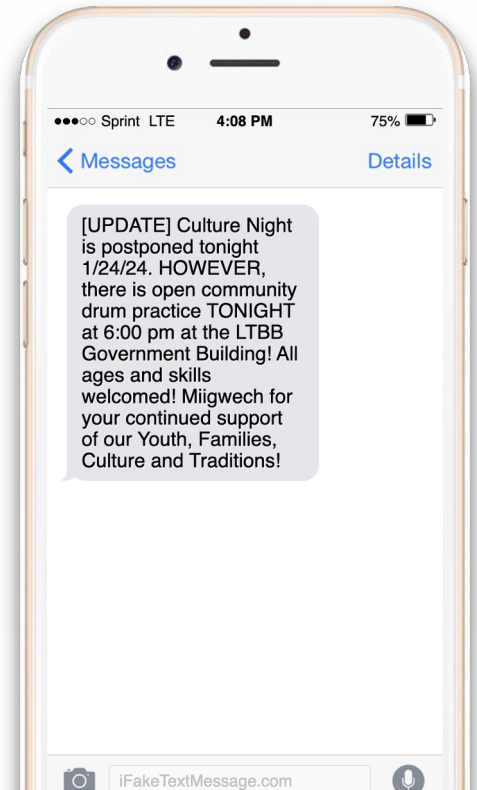 Sprint LTE 4:08 PM 75%
Messages Details
[UPDATE] Culture Night
is postponed tonight
1/24/24. HOWEVER,
there is open community
drum practice TONIGHT
at 6:00 pm at the LTBB
Government Building! All
ages and skills
welcomed! Miigwech for
your continued support
of our Youth, Families,
Culture and Traditions!
iFakeTextMessage.com